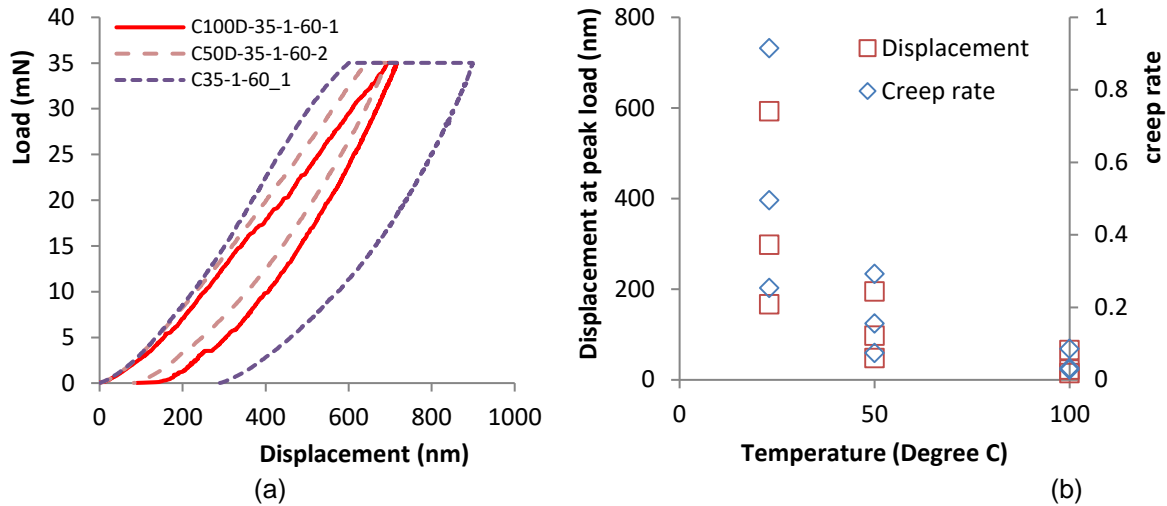 40
35
30
25
20
15
10
5
0
Load (mN)
C100D-35-1-60-1
C50D-35-1-60-2
C35-1-60_1
0 200 400 600 800 1000
Displacement (nm)
(a)
800
600
400
200
0
Displacement at peak load (nm)
Displacement
Creep rate
1
0.8
0.6
0.4
0.2
0
creep rate
0 50 100
Temperature (Degree C)
(b)